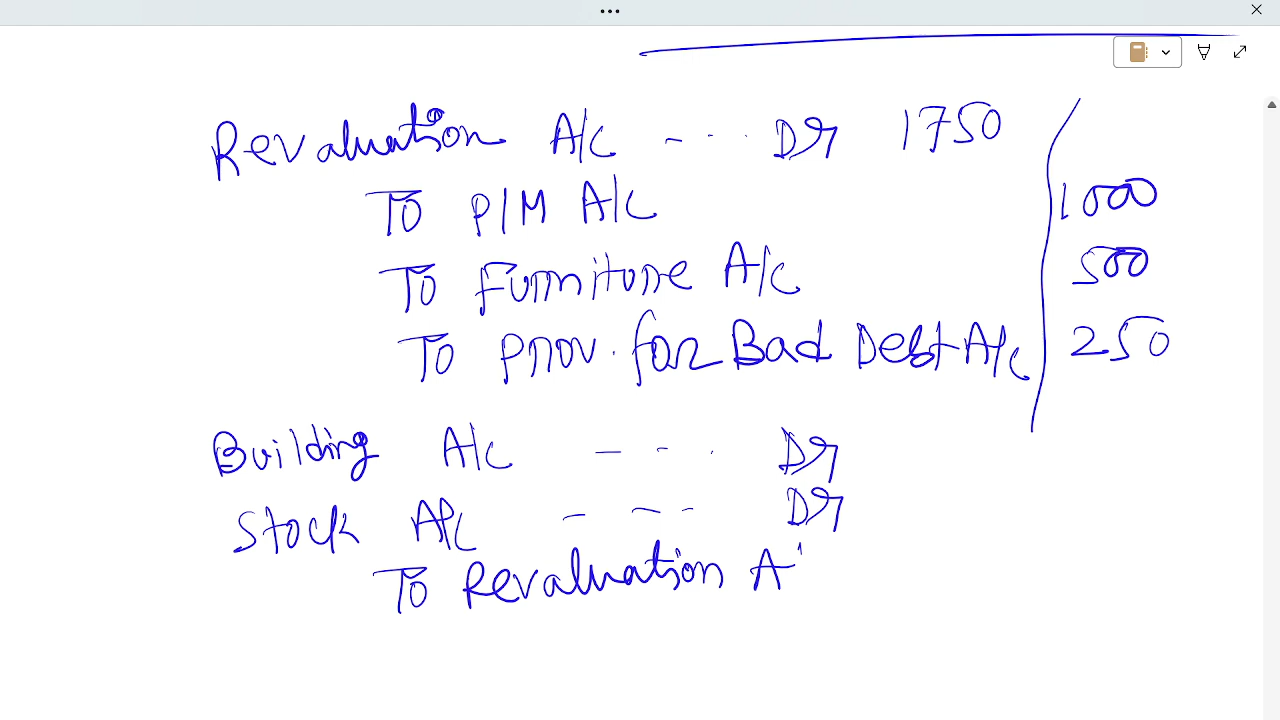 Revaluation A/c - - - Dr 1750
To P/M A/c 1000
To Furniture A/c 500
To Prov. for Bad Debt A/c 250
Building A/c - - - Dr
Stock A/c - - - Dr
To Revaluation A